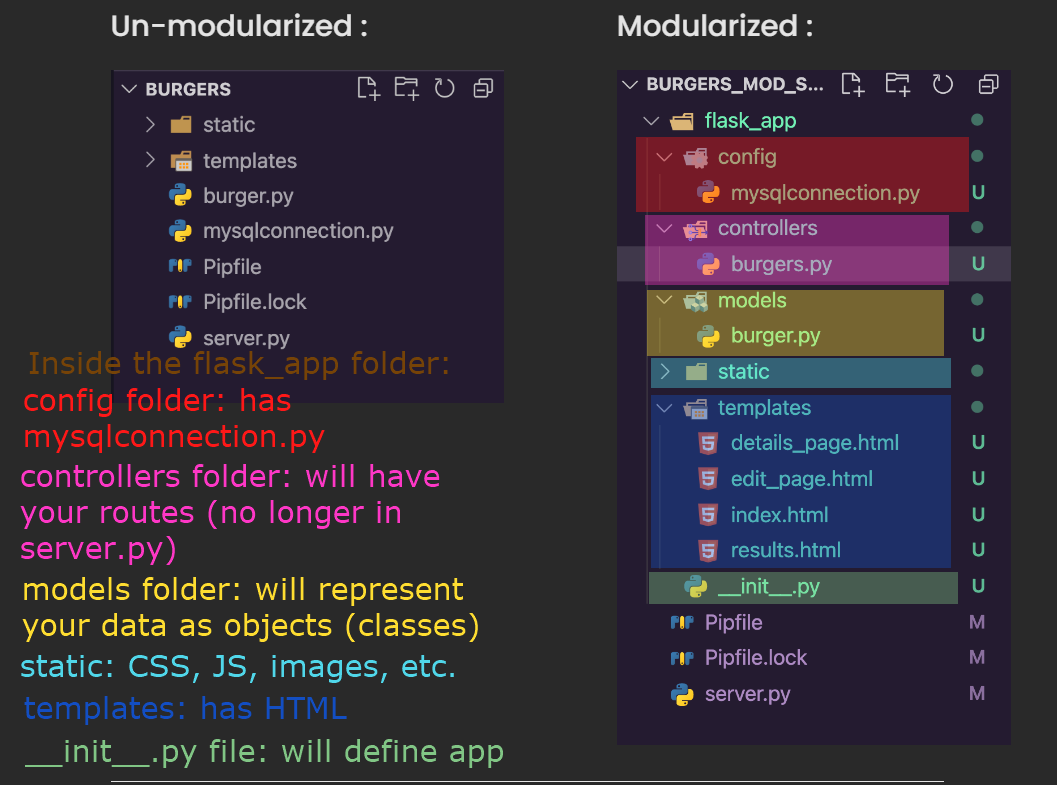 Un-modularized :
BURGERS
static
templates
burger.py
mysqlconnection.py
Pipfile
Pipfile.lock
server.py
Inside the flask_app folder:
config folder: has
mysqlconnection.py
controllers folder: will have
your routes (no longer in
server.py)
models folder: will represent
your data as objects (classes)
static: CSS, JS, images, etc.
templates: has HTML
__init__.py file: will define app
Modularized :
BURGERS_MOD_S...
flask_app
config
mysqlconnection.py U
controllers
burgers.py U
models
burger.py U
static
templates
details_page.html U
edit_page.html U
index.html U
results.html U
__init__.py U
Pipfile M
Pipfile.lock M
server.py M